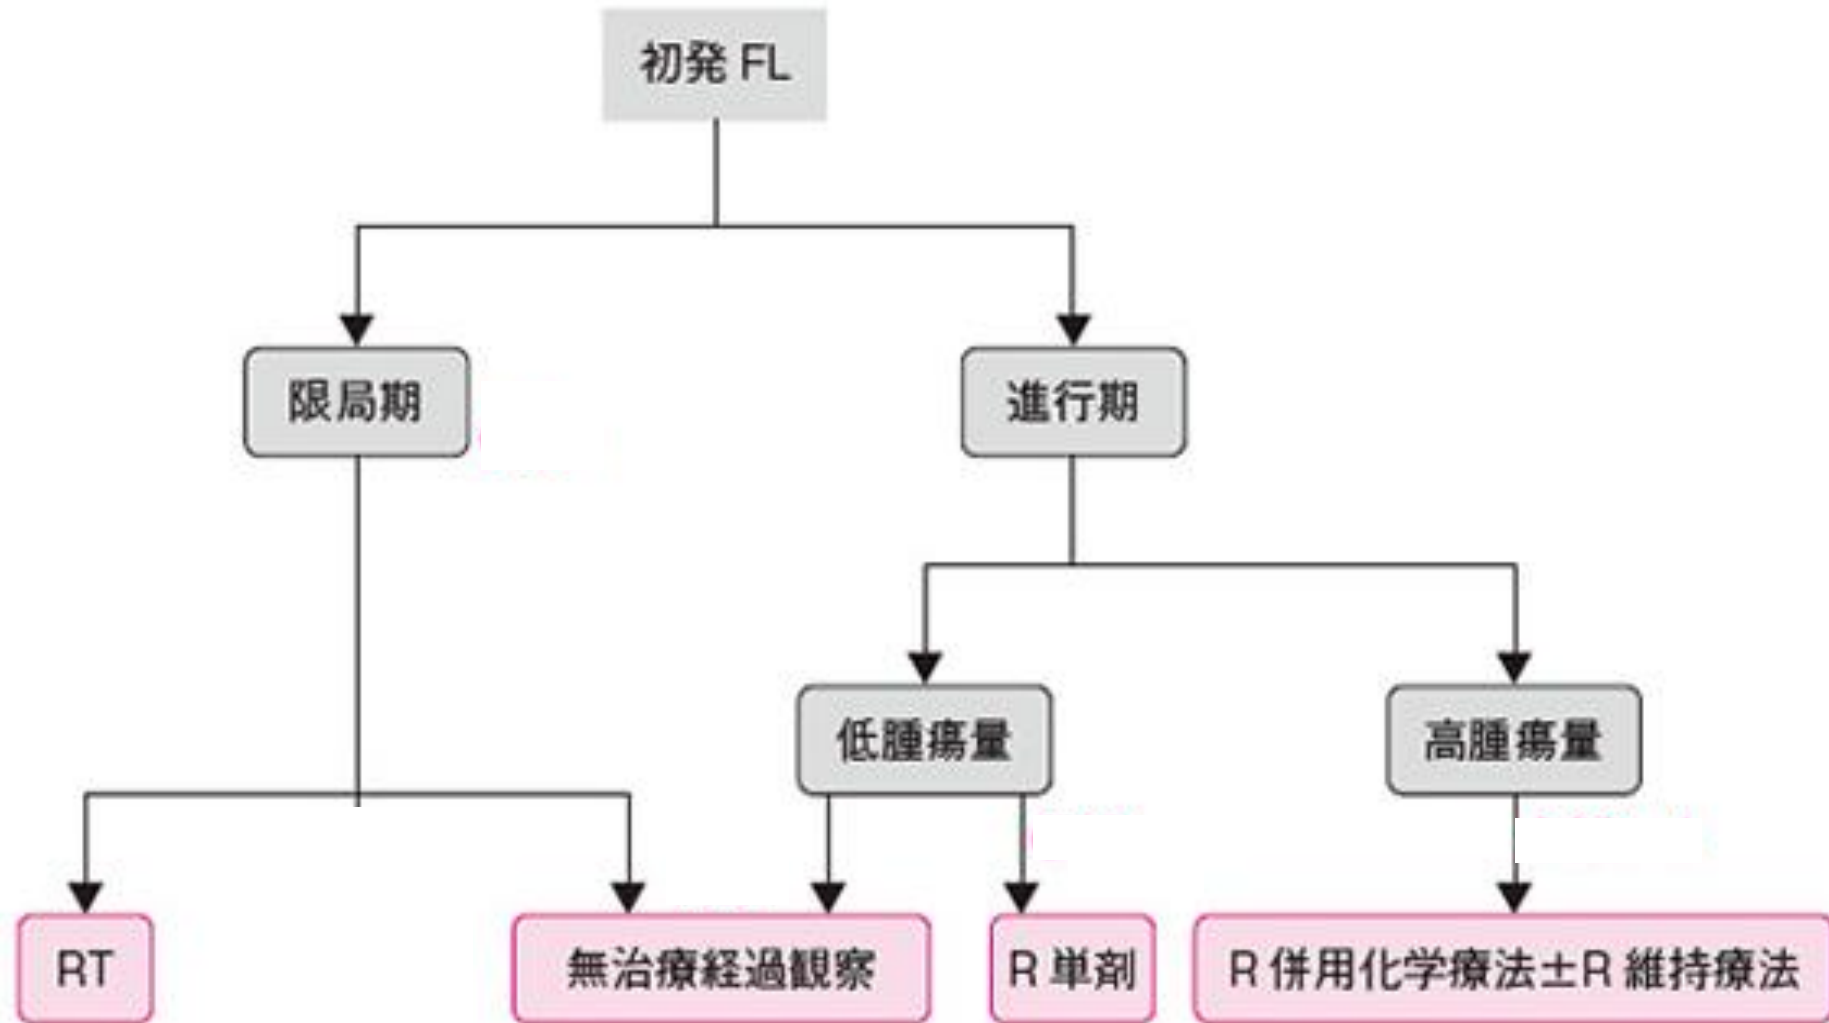 初発 FL
限局期
進行期
低腫瘍量
高腫瘍量
RT
無治療経過観察
R 単剤
R 併用化学療法±R 維持療法